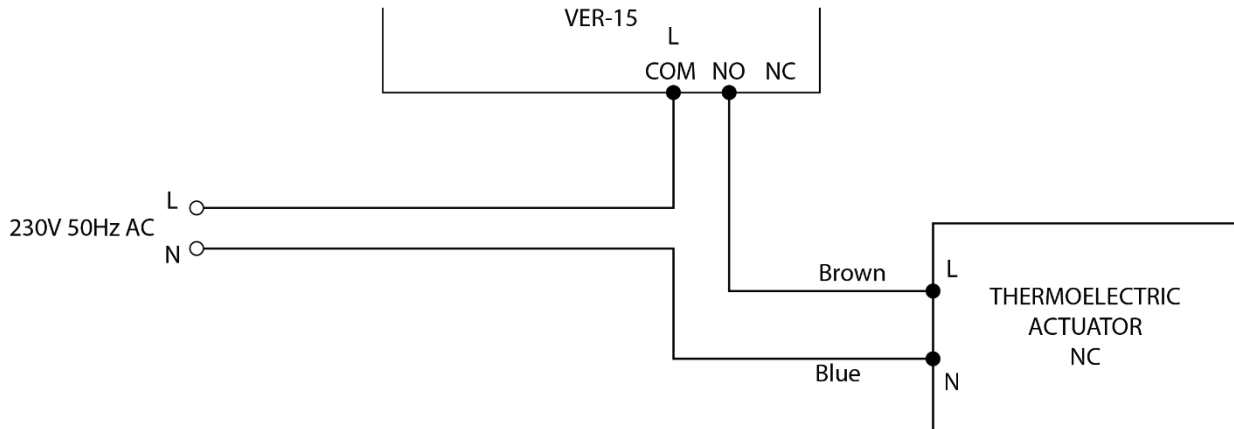 VER-15
L
COM NO NC
L
230V 50Hz AC
N
Brown
L
THERMOELECTRIC
ACTUATOR
NC
Blue
N